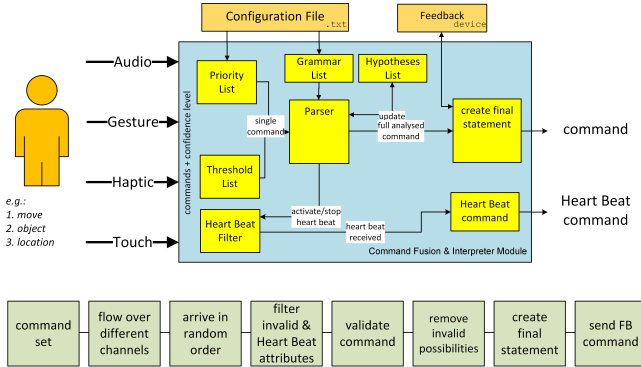 Configuration File
.txt
Feedback
device
Audio
Gesture
Haptic
Touch
e.g.:
1. move
2. object
3. location
commands + confidence level
Priority
List
Grammar
List
Hypotheses
List
single
command
Parser
update
full analysed
command
create final
statement
command
Threshold
List
activate/stop
heart beat
Heart Beat
Filter
heart beat
received
Heart Beat
command
Heart Beat
command
Command Fusion & Interpreter Module
command
set
flow over
different
channels
arrive in
random
order
filter
invalid &
Heart Beat
attributes
validate
command
remove
invalid
possibilities
create
final
statement
send FB
command